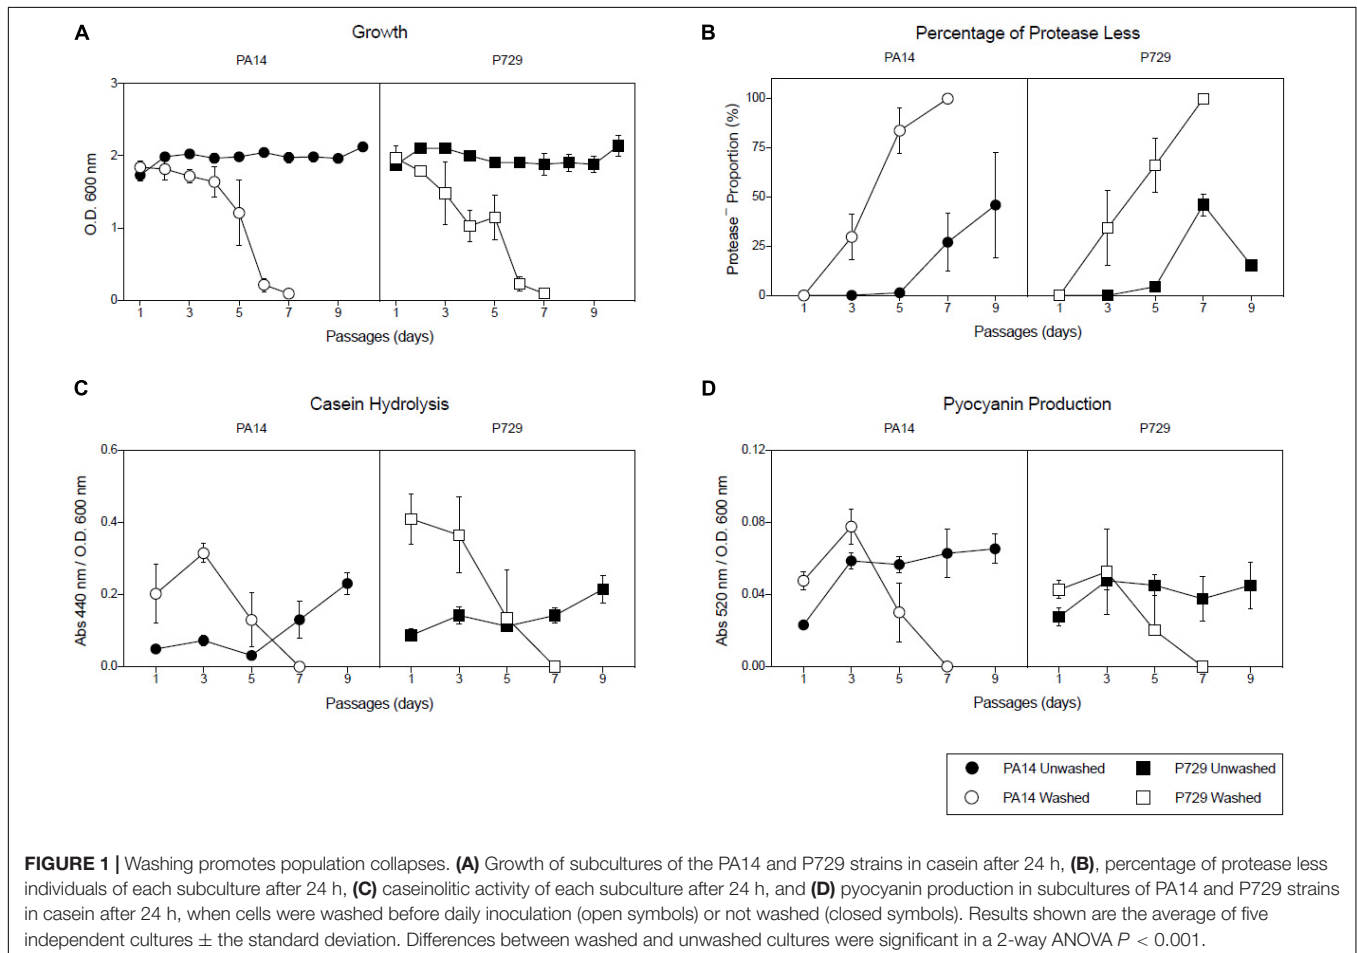 A
Growth
PA14
P729
3
2
1
0
O.D. 600 nm
1 3 5 7 9 1 3 5 7 9
Passages (days)
B
Percentage of Protease Less
PA14
P729
100
75
50
25
0
Protease⁻ Proportion (%)
1 3 5 7 9 1 3 5 7 9
Passages (days)
C
Casein Hydrolysis
PA14
P729
0.6
0.4
0.2
0.0
Abs 440 nm / O.D. 600 nm
1 3 5 7 9 1 3 5 7 9
Passages (days)
D
Pyocyanin Production
PA14
P729
0.12
0.08
0.04
0.00
Abs 520 nm / O.D. 600 nm
1 3 5 7 9 1 3 5 7 9
Passages (days)
PA14 Unwashed P729 Unwashed
PA14 Washed P729 Washed
FIGURE 1 | Washing promotes population collapses. (A) Growth of subcultures of the PA14 and P729 strains in casein after 24 h, (B), percentage of protease less
individuals of each subculture after 24 h, (C) caseinolitic activity of each subculture after 24 h, and (D) pyocyanin production in subcultures of PA14 and P729 strains
in casein after 24 h, when cells were washed before daily inoculation (open symbols) or not washed (closed symbols). Results shown are the average of five
independent cultures ± the standard deviation. Differences between washed and unwashed cultures were significant in a 2-way ANOVA P < 0.001.